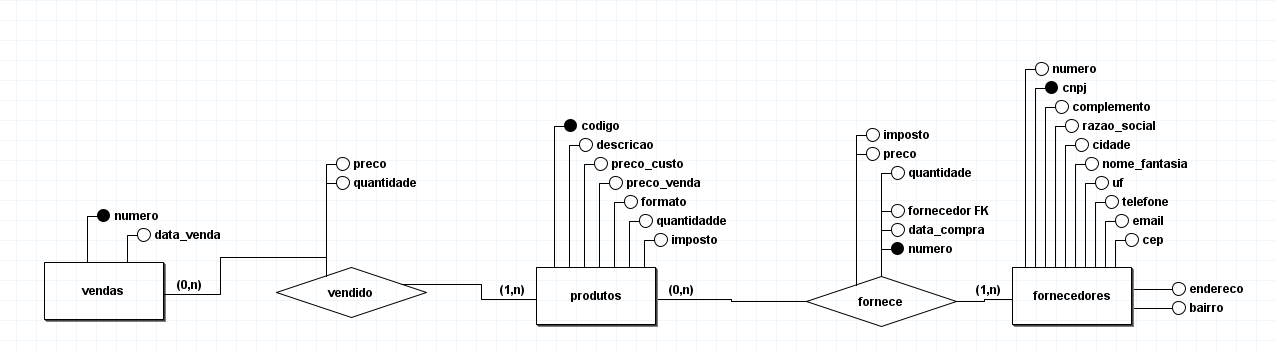 numero
data_venda
vendas
(0,n)
preco
quantidade
vendido
(1,n)
codigo
descricao
preco_custo
preco_venda
formato
quantidadde
imposto
produtos
(0,n)
imposto
preco
quantidade
fornecedor FK
data_compra
numero
fornece
(1,n)
numero
cnpj
complemento
razao_social
cidade
nome_fantasia
uf
telefone
email
cep
fornecedores
endereco
bairro